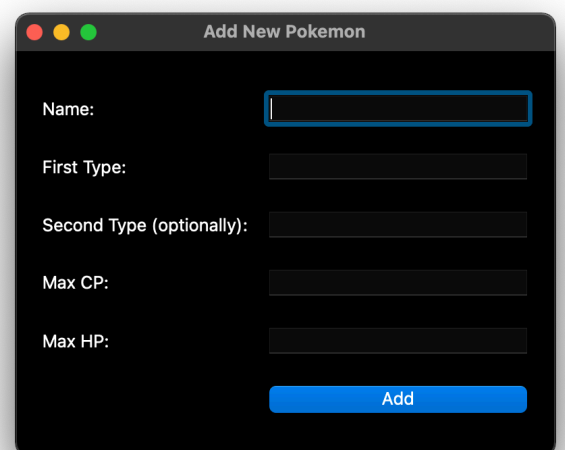 Add New Pokemon
Name:
First Type:
Second Type (optionally):
Max CP:
Max HP:
Add